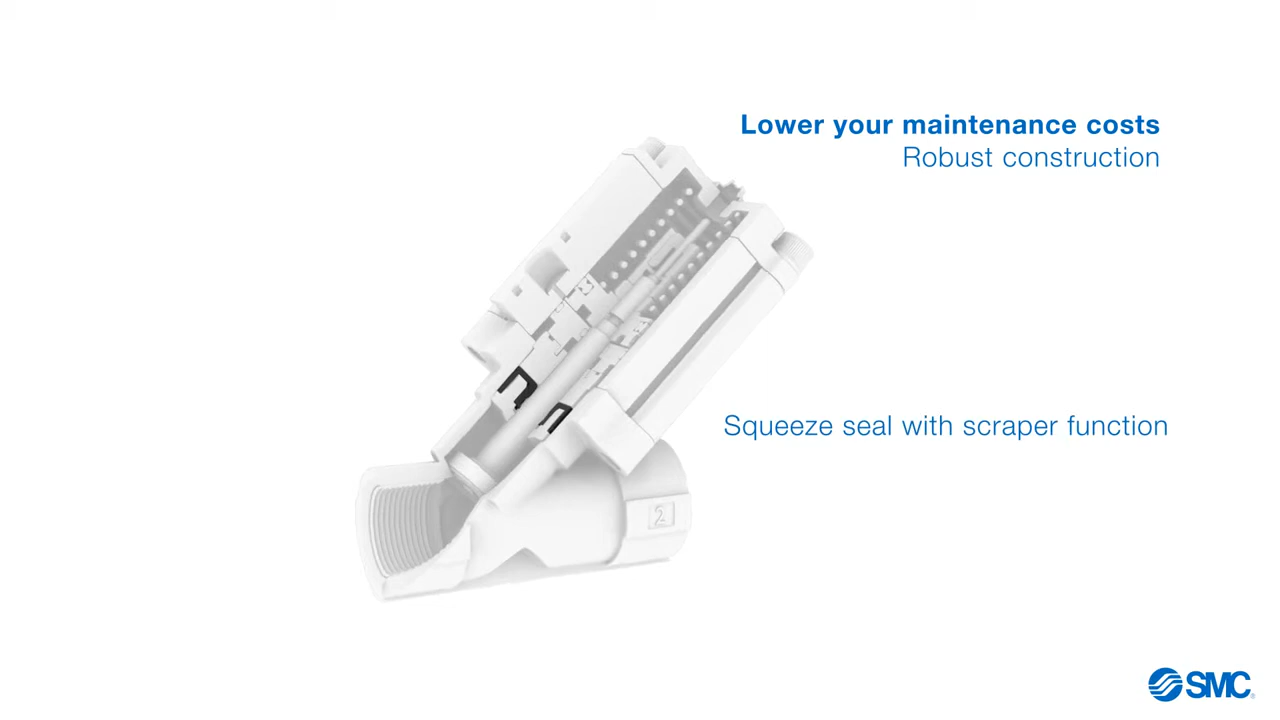 Lower your maintenance costs
Robust construction
Squeeze seal with scraper function
2
SMC